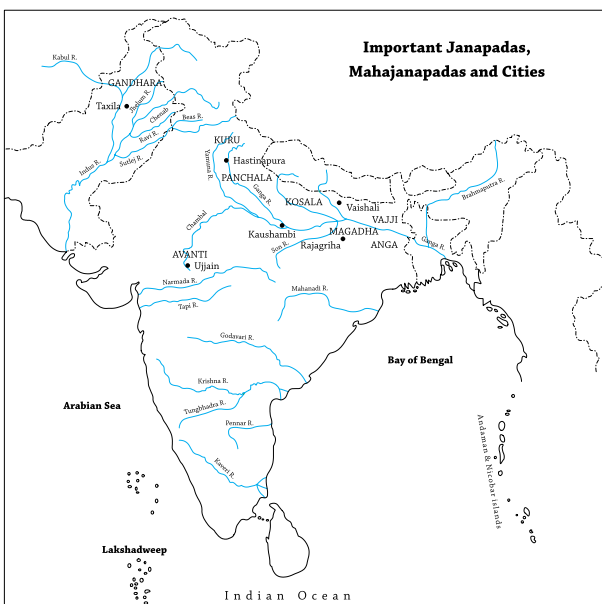 Important Janapadas,
Mahajanapadas and Cities
Kabul R.
GANDHARA
Taxila
Jhelum R.
Chenab
Ravi R.
Beas R.
Sutlej R.
Indus R.
KURU
Hastinapura
Yamuna R.
PANCHALA
Ganga R.
KOSALA
Vaishali
Brahmaputra R.
Chambal
Kaushambi
VAJJI
MAGADHA
Rajagriha
ANGA
Ganga R.
Son R.
AVANTI
Ujjain
Narmada R.
Tapi R.
Mahanadi R.
Godavari R.
Bay of Bengal
Krishna R.
Arabian Sea
Tungbhadra R.
Pennar R.
Kaveri R.
Andaman & Nicobar islands
Lakshadweep
Indian Ocean